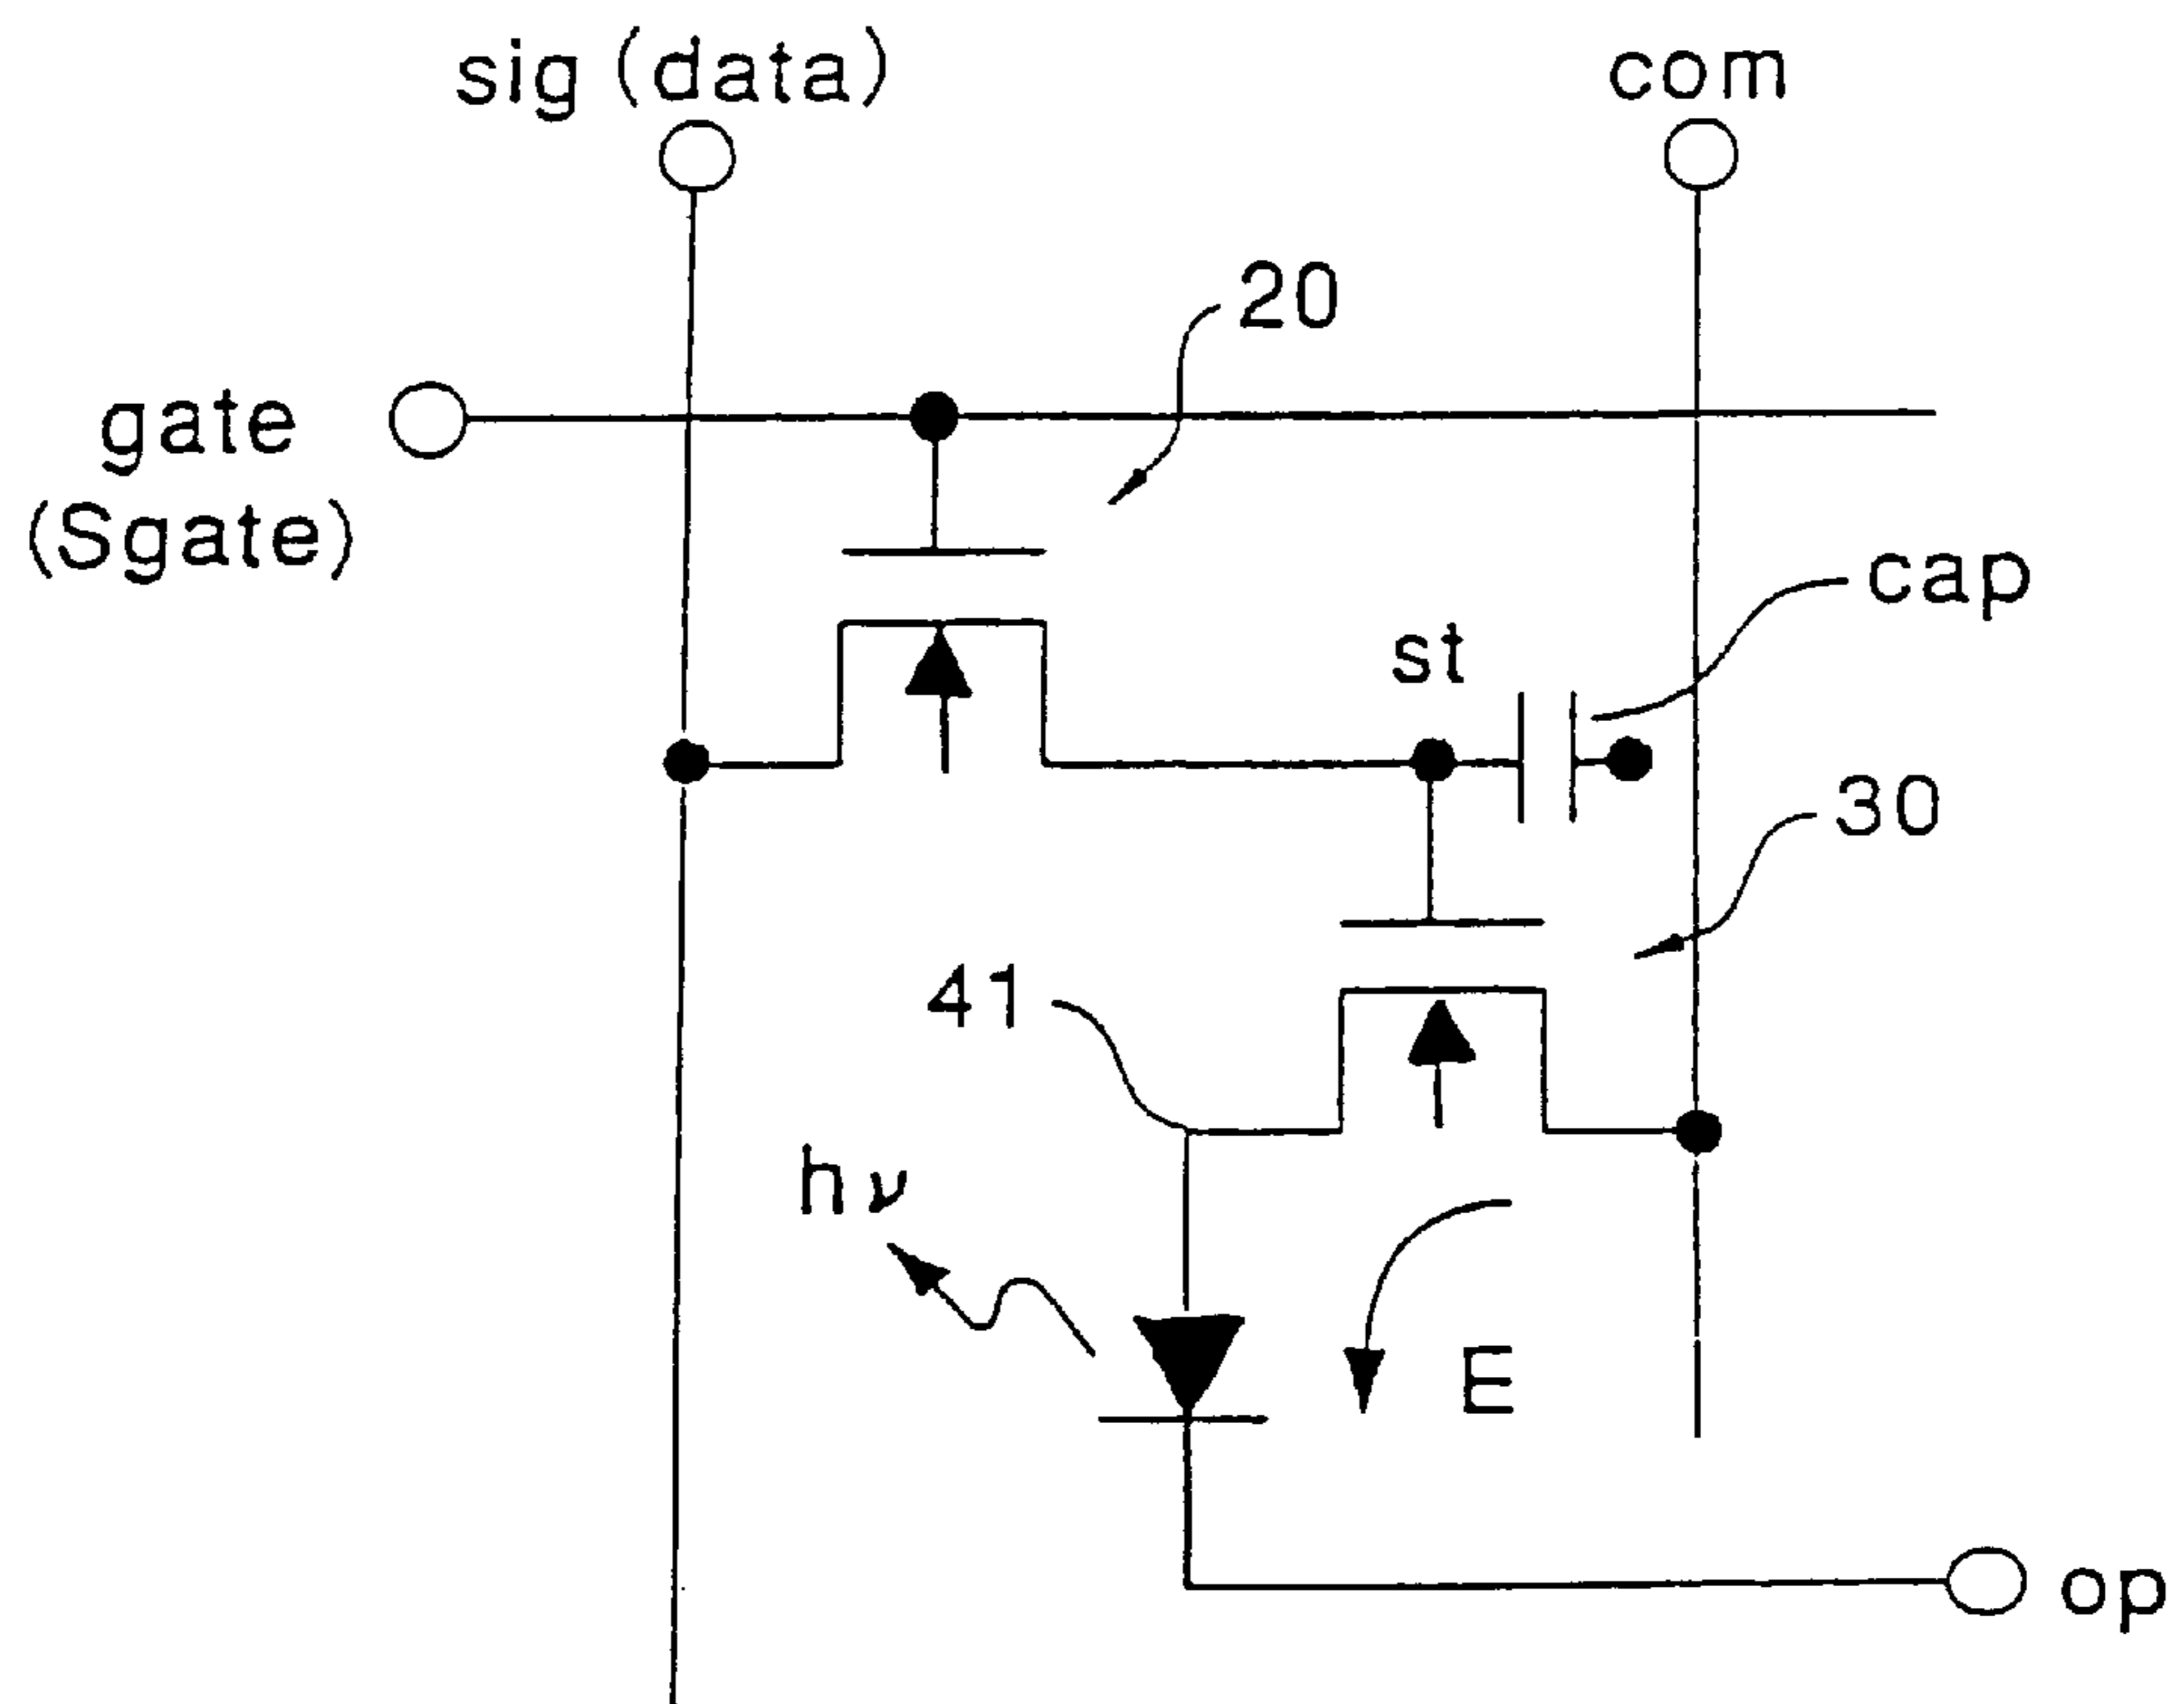 sig (data)
com
20
gate
(Sgate)
cap
st
30
41
hν
E
op